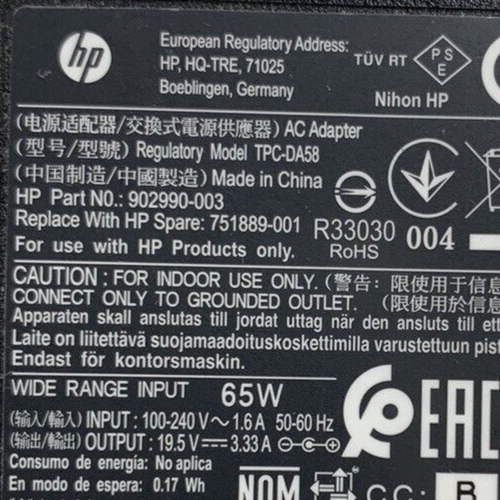 hp
European Regulatory Address:
HP, HQ-TRE, 71025
Boeblingen, Germany
TÜV RT
P S E
Nihon HP
(电源适配器/交換式電源供應器) AC Adapter
(型号/型號) Regulatory Model TPC-DA58
(中国制造/中國製造) Made in China
HP Part N0.: 902990-003
Replace With HP Spare: 751889-001
For use with HP Products only.
R33030
RoHS
004
CAUTION : FOR INDOOR USE ONLY. (警告: 限使用于信息
CONNECT ONLY TO GROUNDED OUTLET. (限使用於信息
Apparaten skall anslutas till jordat uttag när den ansluts till ett
Laite on liitettävä suojamaadoituskoskettimilla varustettuun pist
Endast för kontorsmaskin.
WIDE RANGE INPUT 65W
(输入/輸入) INPUT : 100-240 V～ 1.6 A 50-60 Hz
(输出/輸出) OUTPUT : 19.5 V⎓ 3.33 A
Consumo de energía: No aplica
En modo de espera: 0.17 Wh
EAC
NOM
B